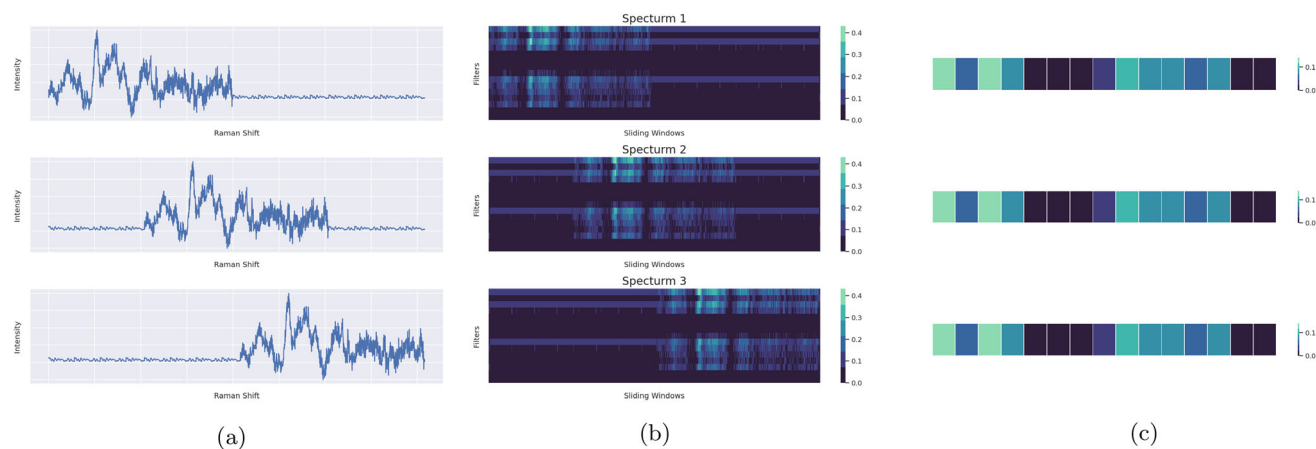 Intensity
Raman Shift
Specturm 1
Filters
Sliding Windows
0.4
0.3
0.2
0.1
0.0
0.1
0.0
Intensity
Raman Shift
Specturm 2
Filters
Sliding Windows
0.4
0.3
0.2
0.1
0.0
0.1
0.0
Intensity
Raman Shift
Specturm 3
Filters
Sliding Windows
0.4
0.3
0.2
0.1
0.0
0.1
0.0
(a)
(b)
(c)